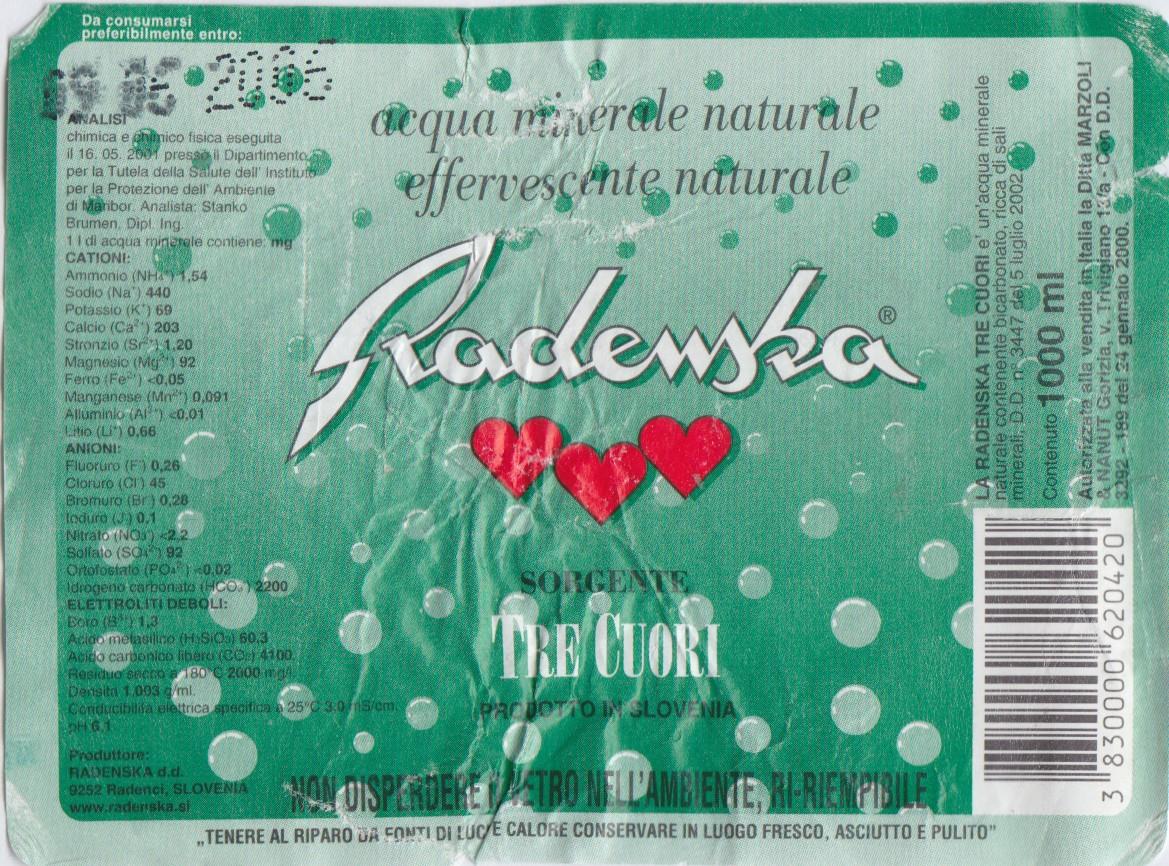 Da consumarsi
preferibilmente entro:
2006
ANALISI
chimica e chimico fisica eseguita
il 16. 05. 2001 presso il Dipartimento
per la Tutela della Salute dell' Instituto
per la Protezione dell' Ambiente
di Maribor. Analista: Stanko
Brumen, Dipl. Ing.
1 l di acqua minerale contiene: mg
CATIONI:
Ammonio (NH₄⁺) 1,54
Sodio (Na⁺) 440
Potassio (K⁺) 69
Calcio (Ca²⁺) 203
Stronzio (Sr²⁺) 1,20
Magnesio (Mg²⁺) 92
Ferro (Fe²⁺) <0,05
Manganese (Mn²⁺) 0,091
Alluminio (Al³⁺) <0,01
Litio (Li⁺) 0,66
ANIONI:
Fluoruro (F⁻) 0,26
Cloruro (Cl⁻) 45
Bromuro (Br⁻) 0,28
Ioduro (J⁻) 0,1
Nitrato (NO₃⁻) <2,2
Solfato (SO₄²⁻) 92
Ortofostato (PO₄³⁻) <0,02
Idrogeno carbonato (HCO₃⁻) 2200
ELETTROLITI DEBOLI:
Boro (B³⁺) 1,3
Acido metasilico (H₂SiO₃) 60,3
Acido carbonico libero (CO₂) 4100
Residuo secco a 180°C 2000 mg/l.
Densità 1.003 g/ml.
Conducibilità elettrica specifica a 25°C 3.0 mS/cm.
pH 6,1
Produttore:
RADENSKA d.d.
9252 Radenci, SLOVENIA
www.radenska.si
acqua minerale naturale
effervescente naturale
Radenska®
SORGENTE
TRE CUORI
PRODOTTO IN SLOVENIA
NON DISPERDERE IL VETRO NELL'AMBIENTE, RI-RIEMPIBILE
„TENERE AL RIPARO DA FONTI DI LUCE E CALORE CONSERVARE IN LUOGO FRESCO, ASCIUTTO E PULITO"
LA RADENSKA TRE CUORI e' un'acqua minerale
naturale contenente bicarbonato, ricca di sali
minerali, D.D. n° 3447 del 5 luglio 2002
Contenuto 1000 ml
Autorizzata alla vendita in Italia la Ditta MARZOLI
& NANUT Gorizia, v. Trivigiano 13/a - Con D.D.
3292 - 189 del 24 gennaio 2000.
3 830000 620420